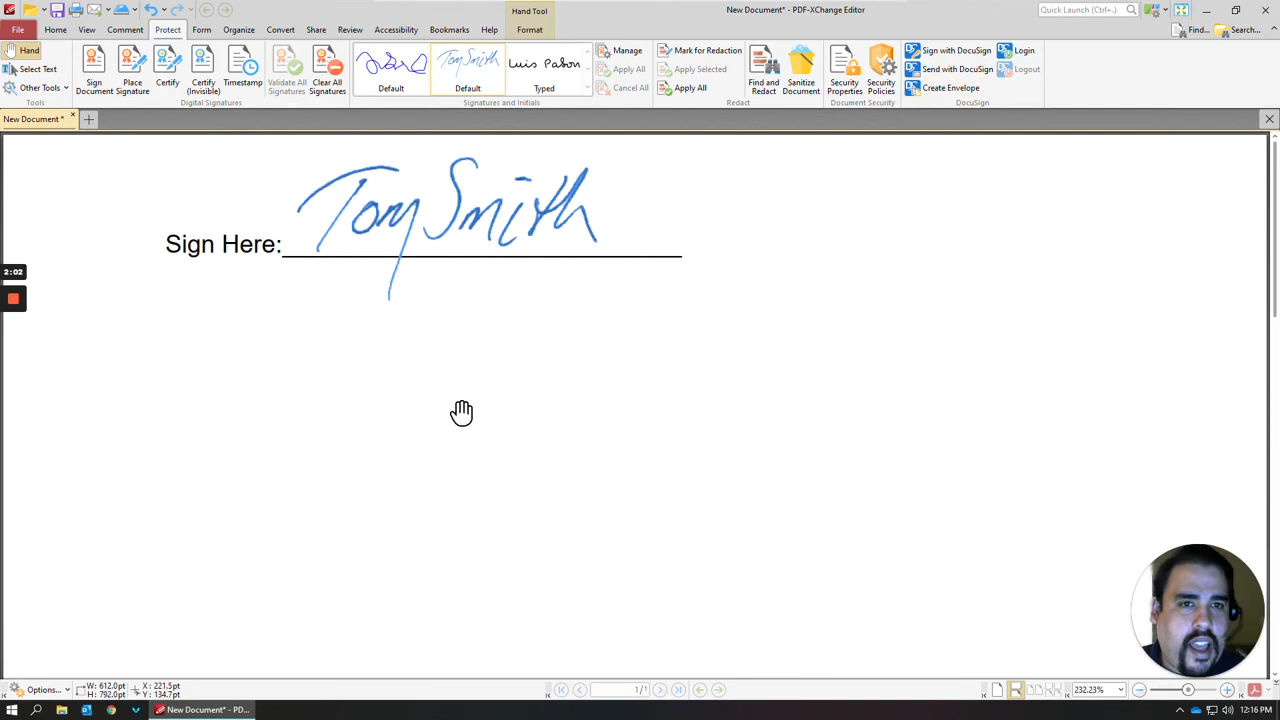 Hand Tool
New Document* - PDF-XChange Editor
Quick Launch (Ctrl+.)
File Home View Comment Protect Form Organize Convert Share Review Accessibility Bookmarks Help Format
Find... Search...
Hand
Select Text
Other Tools
Tools
Sign Document
Place Signature
Certify
Certify (Invisible)
Timestamp
Validate All Signatures
Clear All Signatures
Digital Signatures
Tony Smith
Luis Pabon
Default
Default
Typed
Manage
Apply All
Cancel All
Signatures and Initials
Mark for Redaction
Apply Selected
Apply All
Find and Redact
Sanitize Document
Redact
Security Properties
Security Policies
Document Security
Sign with DocuSign
Send with DocuSign
Create Envelope
Login
Logout
DocuSign
New Document *
Tony Smith
Sign Here:
2:02
Options...
W: 612.0pt
H: 792.0pt
X: 221.5pt
Y: 134.7pt
1/1
232.23%
New Document* - PD...
12:16 PM